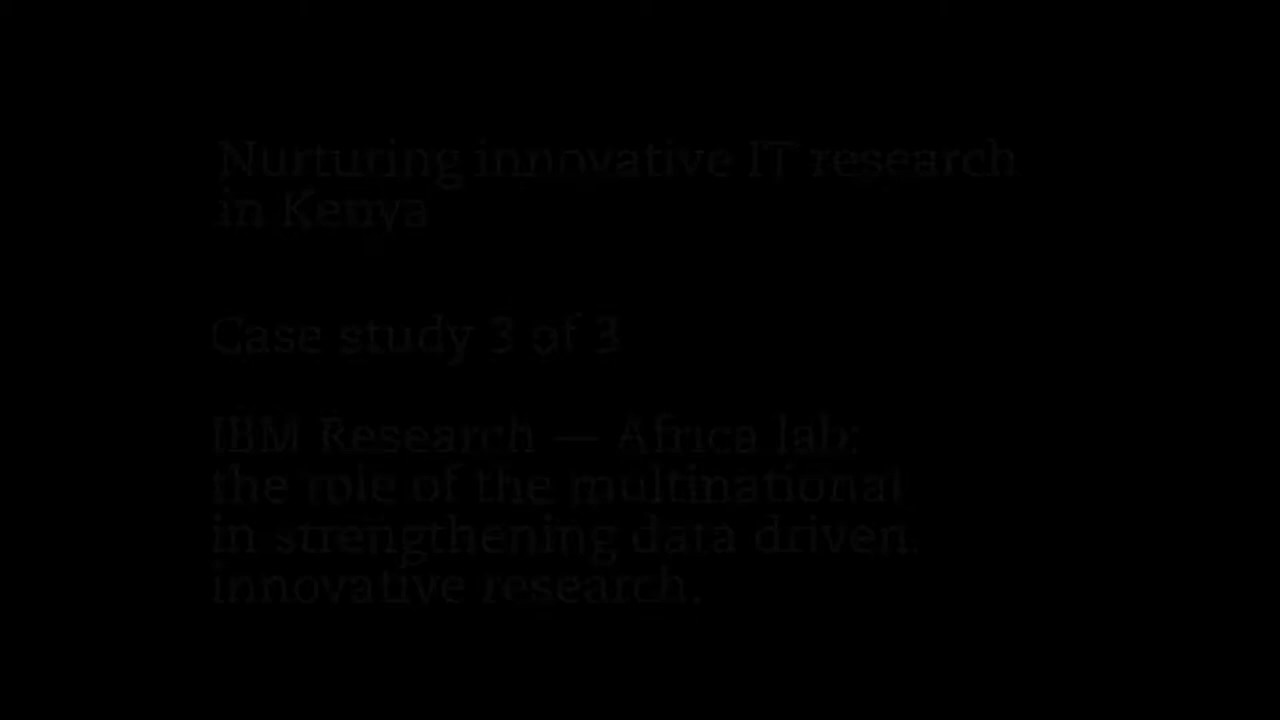 Nurturing innovative IT research
in Kenya
Case study 3 of 3
IBM Research — Africa lab:
the role of the multinational
in strengthening data driven,
innovative research.